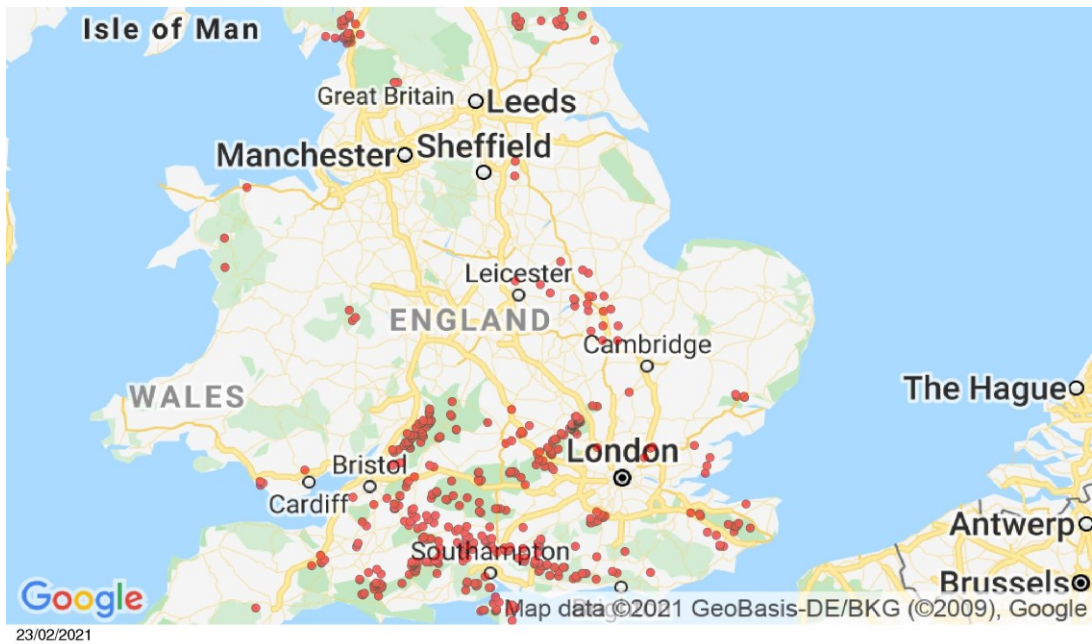 Isle of Man
Great Britain
Leeds
Manchester
Sheffield
Leicester
ENGLAND
Cambridge
WALES
The Hague
London
Bristol
Cardiff
Antwerp
Southampton
Brussels
Google
Map data ©2021 GeoBasis-DE/BKG (©2009), Google
23/02/2021